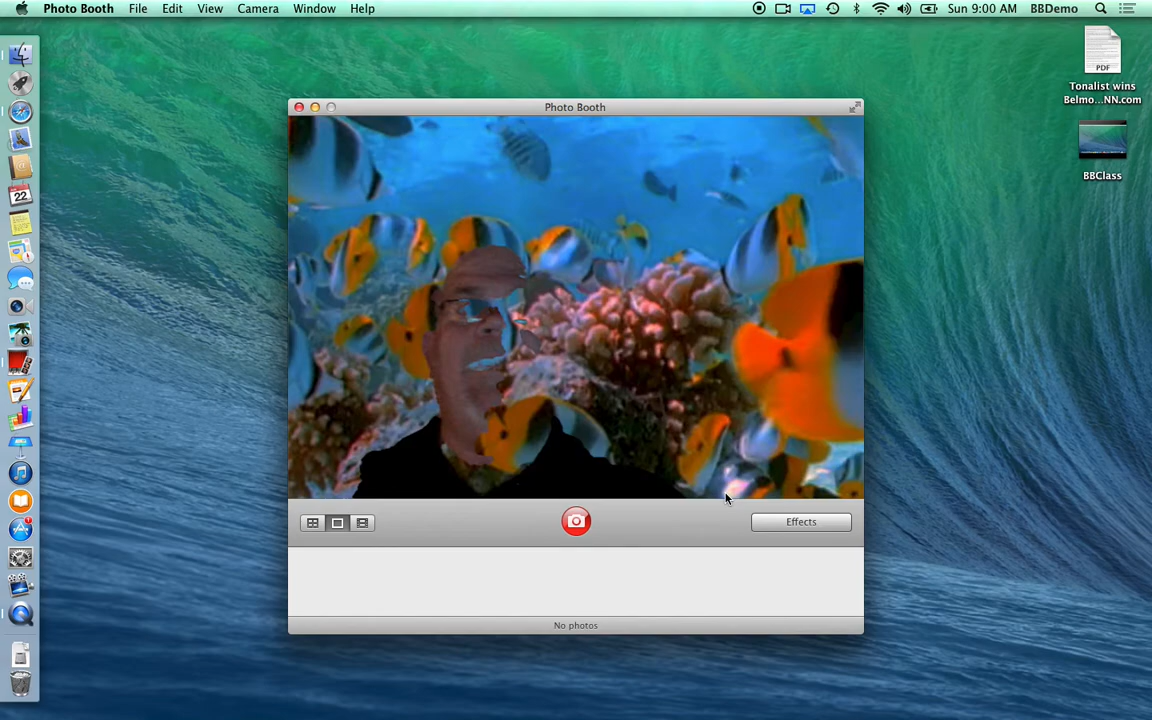 Photo Booth File Edit View Camera Window Help Sun 9:00 AM BBDemo
PDF
Tonalist wins
Belmo...NN.com
BBClass
Photo Booth
22
1
Effects
No photos